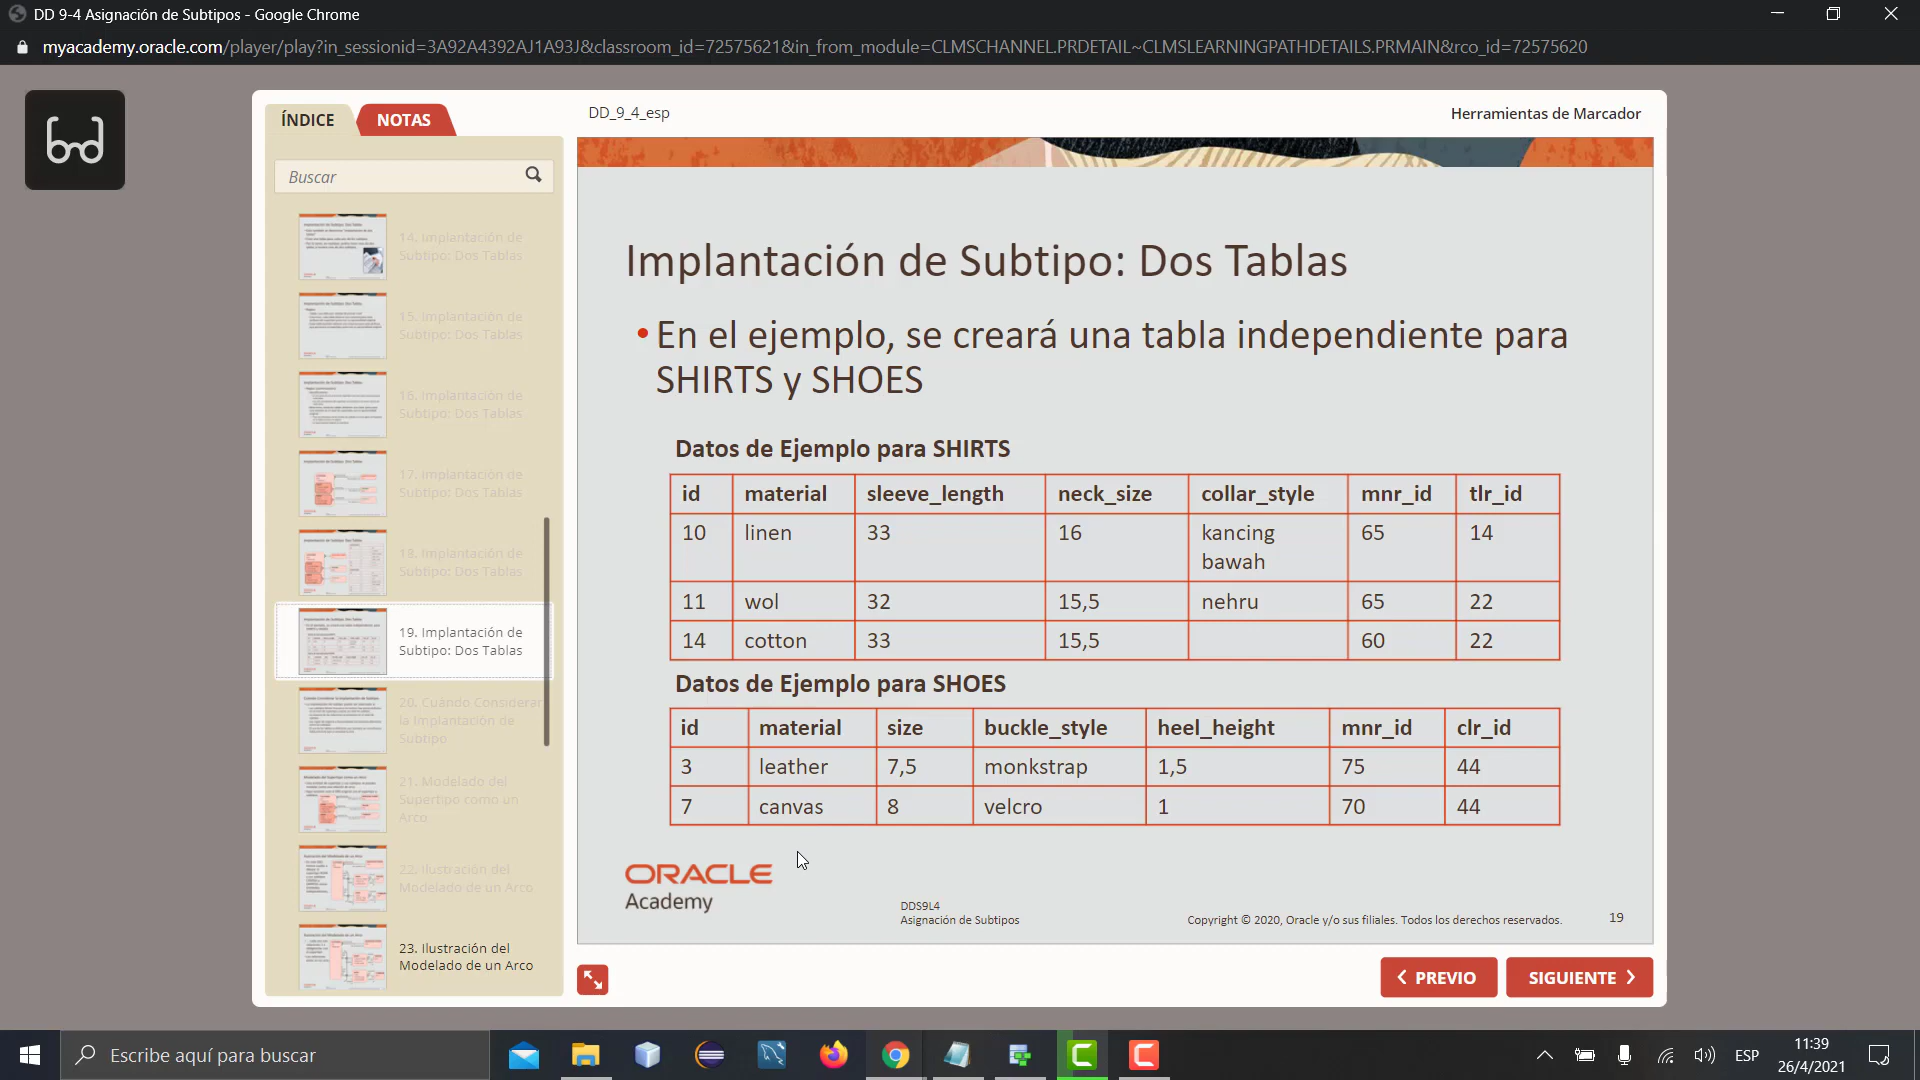 DD 9-4 Asignación de Subtipos - Google Chrome
myacademy.oracle.com/player/play?in_sessionid=3A92A4392AJ1A93J&classroom_id=72575621&in_from_module=CLMSCHANNEL.PRDETAIL~CLMSLEARNINGPATHDETAILS.PRMAIN&rco_id=72575620
ÍNDICE
NOTAS
DD_9_4_esp
Herramientas de Marcador
Buscar
14. Implantación de
Subtipo: Dos Tablas
15. Implantación de
Subtipo: Dos Tablas
16. Implantación de
Subtipo: Dos Tablas
17. Implantación de
Subtipo: Dos Tablas
18. Implantación de
Subtipo: Dos Tablas
19. Implantación de
Subtipo: Dos Tablas
20. Cuándo Considerar
la Implantación de
Subtipo
21. Modelado del
Supertipo como un
Arco
22. Ilustración del
Modelado de un Arco
23. Ilustración del
Modelado de un Arco
Implantación de Subtipo: Dos Tablas
• En el ejemplo, se creará una tabla independiente para
SHIRTS y SHOES
Datos de Ejemplo para SHIRTS
id material sleeve_length neck_size collar_style mnr_id tlr_id
10 linen 33 16 kancing bawah 65 14
11 wol 32 15,5 nehru 65 22
14 cotton 33 15,5 60 22
Datos de Ejemplo para SHOES
id material size buckle_style heel_height mnr_id clr_id
3 leather 7,5 monkstrap 1,5 75 44
7 canvas 8 velcro 1 70 44
ORACLE
Academy
DDS9L4
Asignación de Subtipos
Copyright © 2020, Oracle y/o sus filiales. Todos los derechos reservados.
19
PREVIO
SIGUIENTE
Escribe aquí para buscar
ESP
11:39
26/4/2021